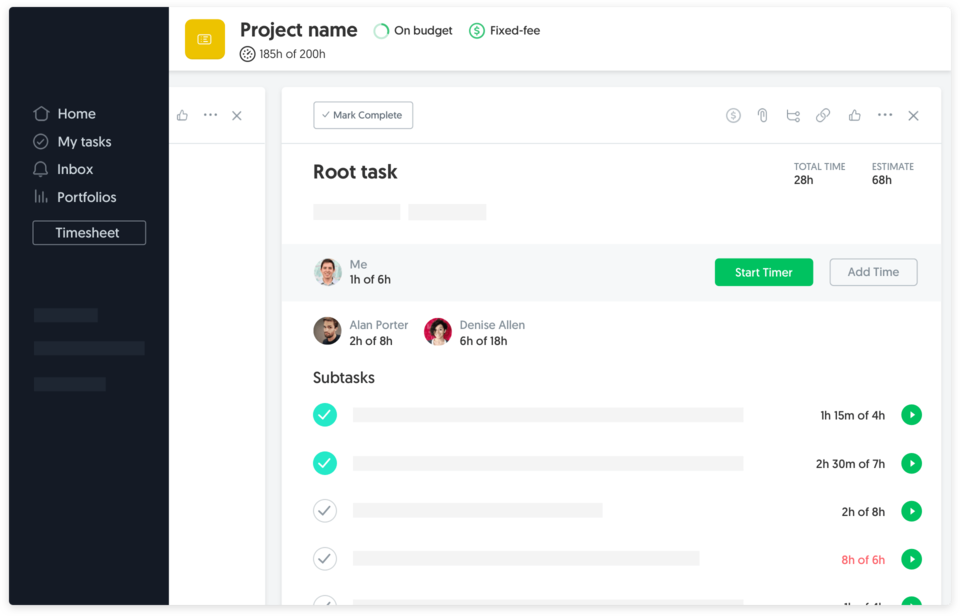 Project name
On budget
Fixed-fee
185h of 200h
Home
My tasks
Inbox
Portfolios
Timesheet
Mark Complete
Root task
TOTAL TIME
28h
ESTIMATE
68h
Me
1h of 6h
Start Timer
Add Time
Alan Porter
2h of 8h
Denise Allen
6h of 18h
Subtasks
1h 15m of 4h
2h 30m of 7h
2h of 8h
8h of 6h